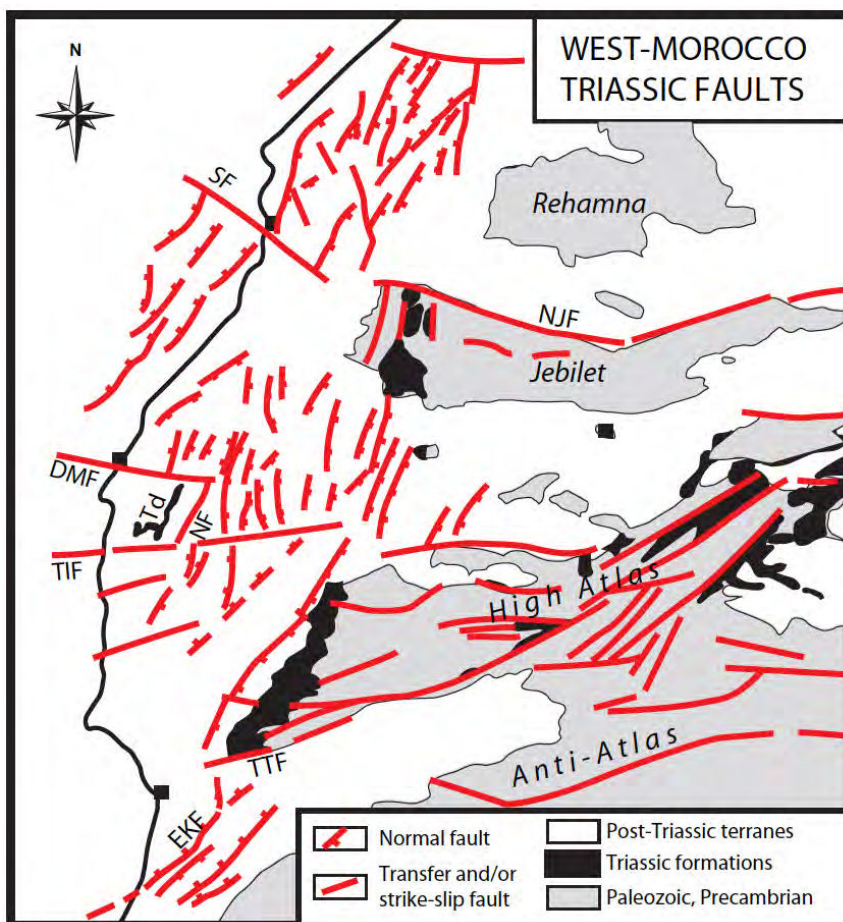 WEST-MOROCCO
TRIASSIC FAULTS
N
SF
Rehamna
NJF
Jebilet
DMF
Td
NF
TIF
High Atlas
TTF
Anti-Atlas
EKF
Normal fault
Transfer and/or
strike-slip fault
Post-Triassic terranes
Triassic formations
Paleozoic, Precambrian